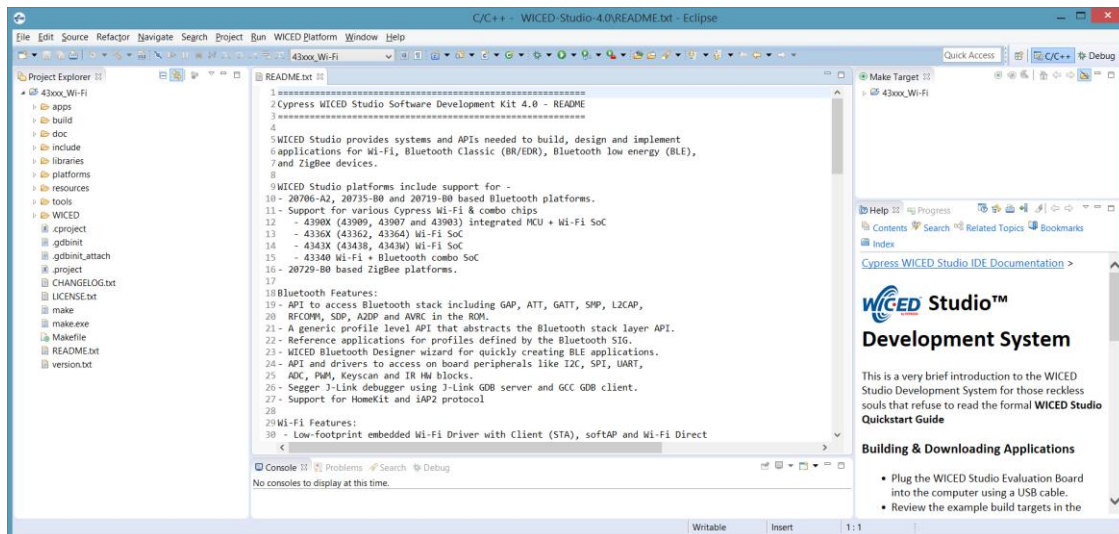 C/C++ - WICED-Studio-4.0\README.txt - Eclipse
File Edit Source Refactor Navigate Search Project Run WICED Platform Window Help
43xxx_Wi-Fi
Quick Access
C/C++
Debug
Project Explorer
43xxx_Wi-Fi
apps
build
doc
include
libraries
platforms
resources
tools
WICED
.cproject
.gdbinit
.gdbinit_attach
.project
CHANGELOG.txt
LICENSE.txt
make
make.exe
Makefile
README.txt
version.txt
README.txt
1 ==========================================================
2 Cypress WICED Studio Software Development Kit 4.0 - README
3 ==========================================================
4
5 WICED Studio provides systems and APIs needed to build, design and implement
6 applications for Wi-Fi, Bluetooth Classic (BR/EDR), Bluetooth low energy (BLE),
7 and ZigBee devices.
8
9 WICED Studio platforms include support for -
10 - 20706-A2, 20735-B0 and 20719-B0 based Bluetooth platforms.
11 - Support for various Cypress Wi-Fi & combo chips
12 - 4390X (43909, 43907 and 43903) integrated MCU + Wi-Fi SoC
13 - 4336X (43362, 43364) Wi-Fi SoC
14 - 4343X (43438, 4343W) Wi-Fi SoC
15 - 43340 Wi-Fi + Bluetooth combo SoC
16 - 20729-B0 based ZigBee platforms.
17
18 Bluetooth Features:
19 - API to access Bluetooth stack including GAP, ATT, GATT, SMP, L2CAP,
20 RFCOMM, SDP, A2DP and AVRC in the ROM.
21 - A generic profile level API that abstracts the Bluetooth stack layer API.
22 - Reference applications for profiles defined by the Bluetooth SIG.
23 - WICED Bluetooth Designer wizard for quickly creating BLE applications.
24 - API and drivers to access on board peripherals like I2C, SPI, UART,
25 ADC, PWM, Keyscan and IR HW blocks.
26 - Segger J-Link debugger using J-Link GDB server and GCC GDB client.
27 - Support for HomeKit and iAP2 protocol
28
29 Wi-Fi Features:
30 - Low-footprint embedded Wi-Fi Driver with Client (STA), softAP and Wi-Fi Direct
Console Problems Search Debug
No consoles to display at this time.
Make Target
43xxx_Wi-Fi
Help Progress
Contents Search Related Topics Bookmarks
Index
Cypress WICED Studio IDE Documentation >
WICED Studio™
Development System
This is a very brief introduction to the WICED
Studio Development System for those reckless
souls that refuse to read the formal WICED Studio
Quickstart Guide
Building & Downloading Applications
• Plug the WICED Studio Evaluation Board
into the computer using a USB cable.
• Review the example build targets in the
Writable Insert 1 : 1